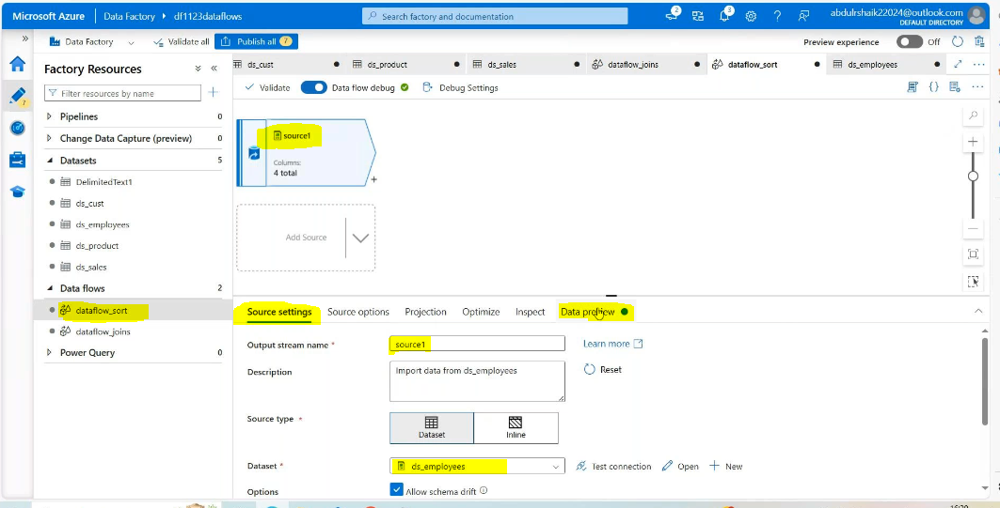 Microsoft Azure | Data Factory ▸ df1123dataflows
Search factory and documentation
2
3
abdulrshaik22024@outlook.com
DEFAULT DIRECTORY
Data Factory
Validate all
Publish all 7
Preview experience
Off
7
Factory Resources
Filter resources by name
Pipelines 0
Change Data Capture (preview) 0
Datasets 5
DelimitedText1
ds_cust
ds_employees
ds_product
ds_sales
Data flows 2
dataflow_sort
dataflow_joins
Power Query 0
ds_cust
ds_product
ds_sales
dataflow_joins
dataflow_sort
ds_employees
Validate
Data flow debug
Debug Settings
source1
Columns:
4 total
+
Add Source
Source settings
Source options
Projection
Optimize
Inspect
Data preview
Output stream name *
source1
Learn more
Description
Import data from ds_employees
Reset
Source type *
Dataset
Inline
Dataset *
ds_employees
Test connection
Open
New
Options
Allow schema drift